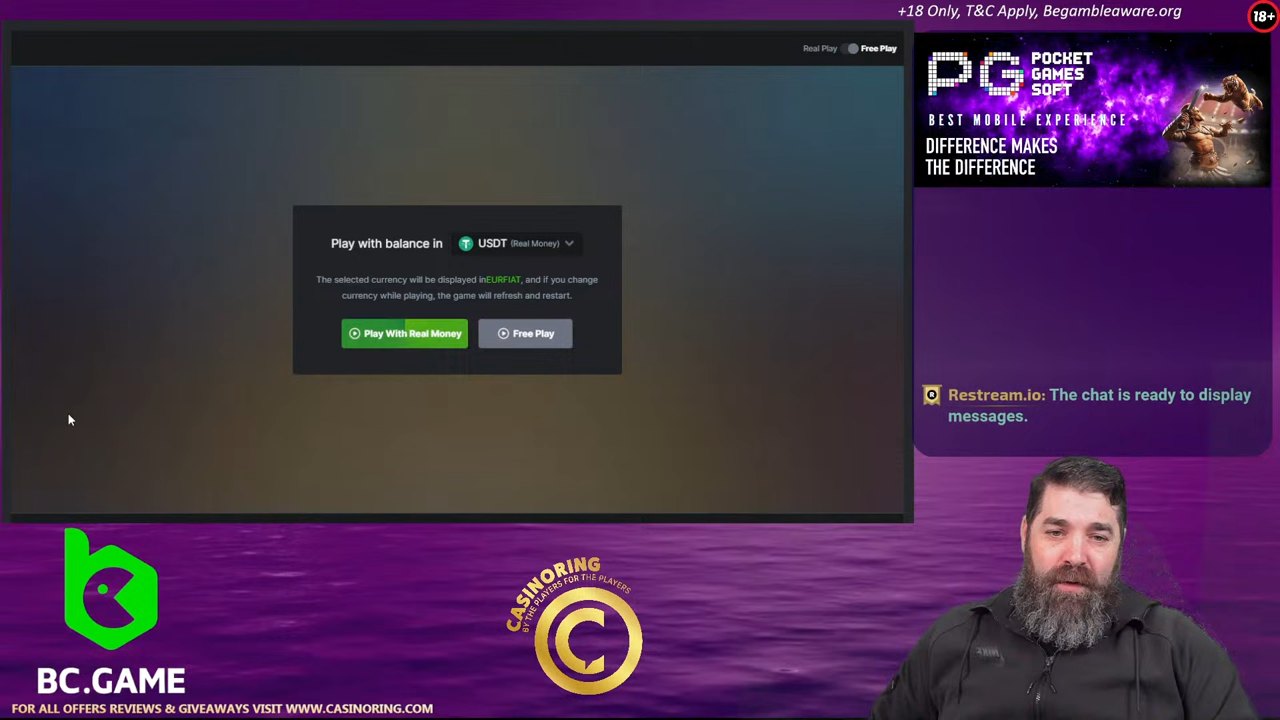 +18 Only, T&C Apply, Begambleaware.org
18+
Real Play Free Play
PG POCKET
GAMES
SOFT
BEST MOBILE EXPERIENCE
DIFFERENCE MAKES
THE DIFFERENCE
Play with balance in USDT (Real Money)
The selected currency will be displayed inEURFIAT, and if you change
currency while playing, the game will refresh and restart.
Play With Real Money Free Play
Restream.io: The chat is ready to display
messages.
CASINORING
BY THE PLAYERS FOR THE PLAYERS
BC.GAME
FOR ALL OFFERS REVIEWS & GIVEAWAYS VISIT WWW.CASINORING.COM